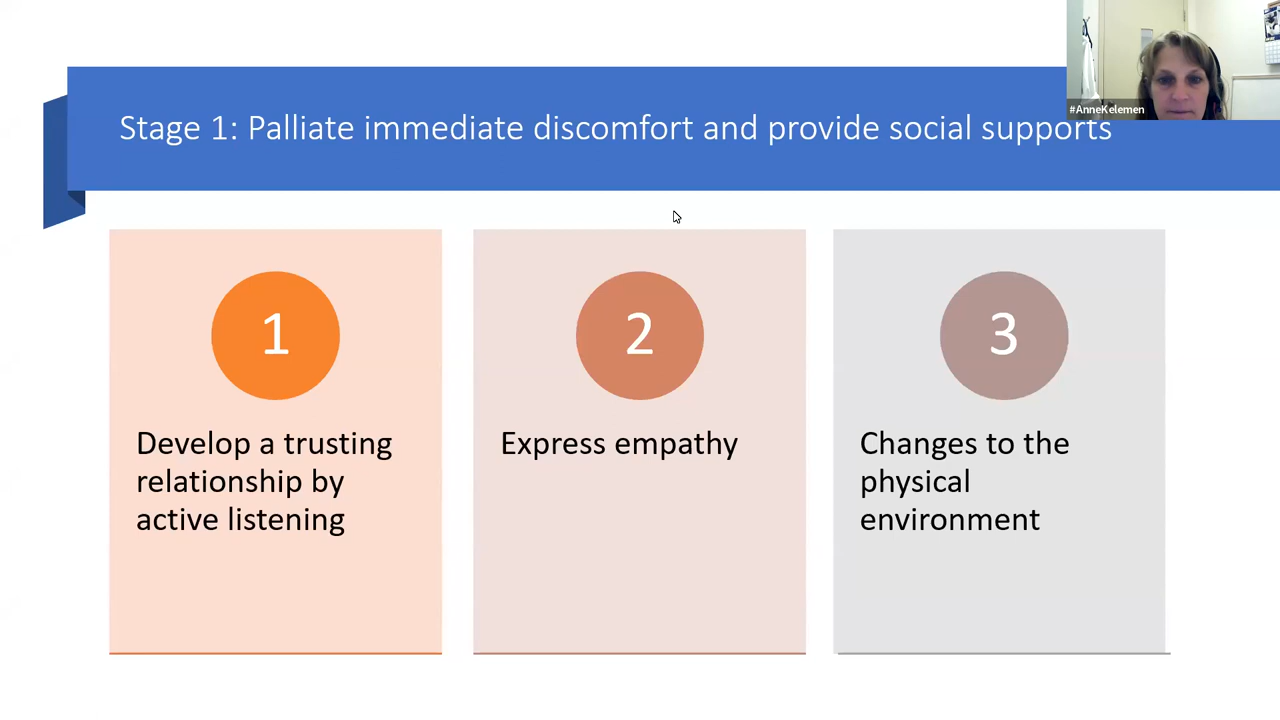 #AnneKelemen
Stage 1: Palliate immediate discomfort and provide social supports
1
Develop a trusting
relationship by
active listening
2
Express empathy
3
Changes to the
physical
environment